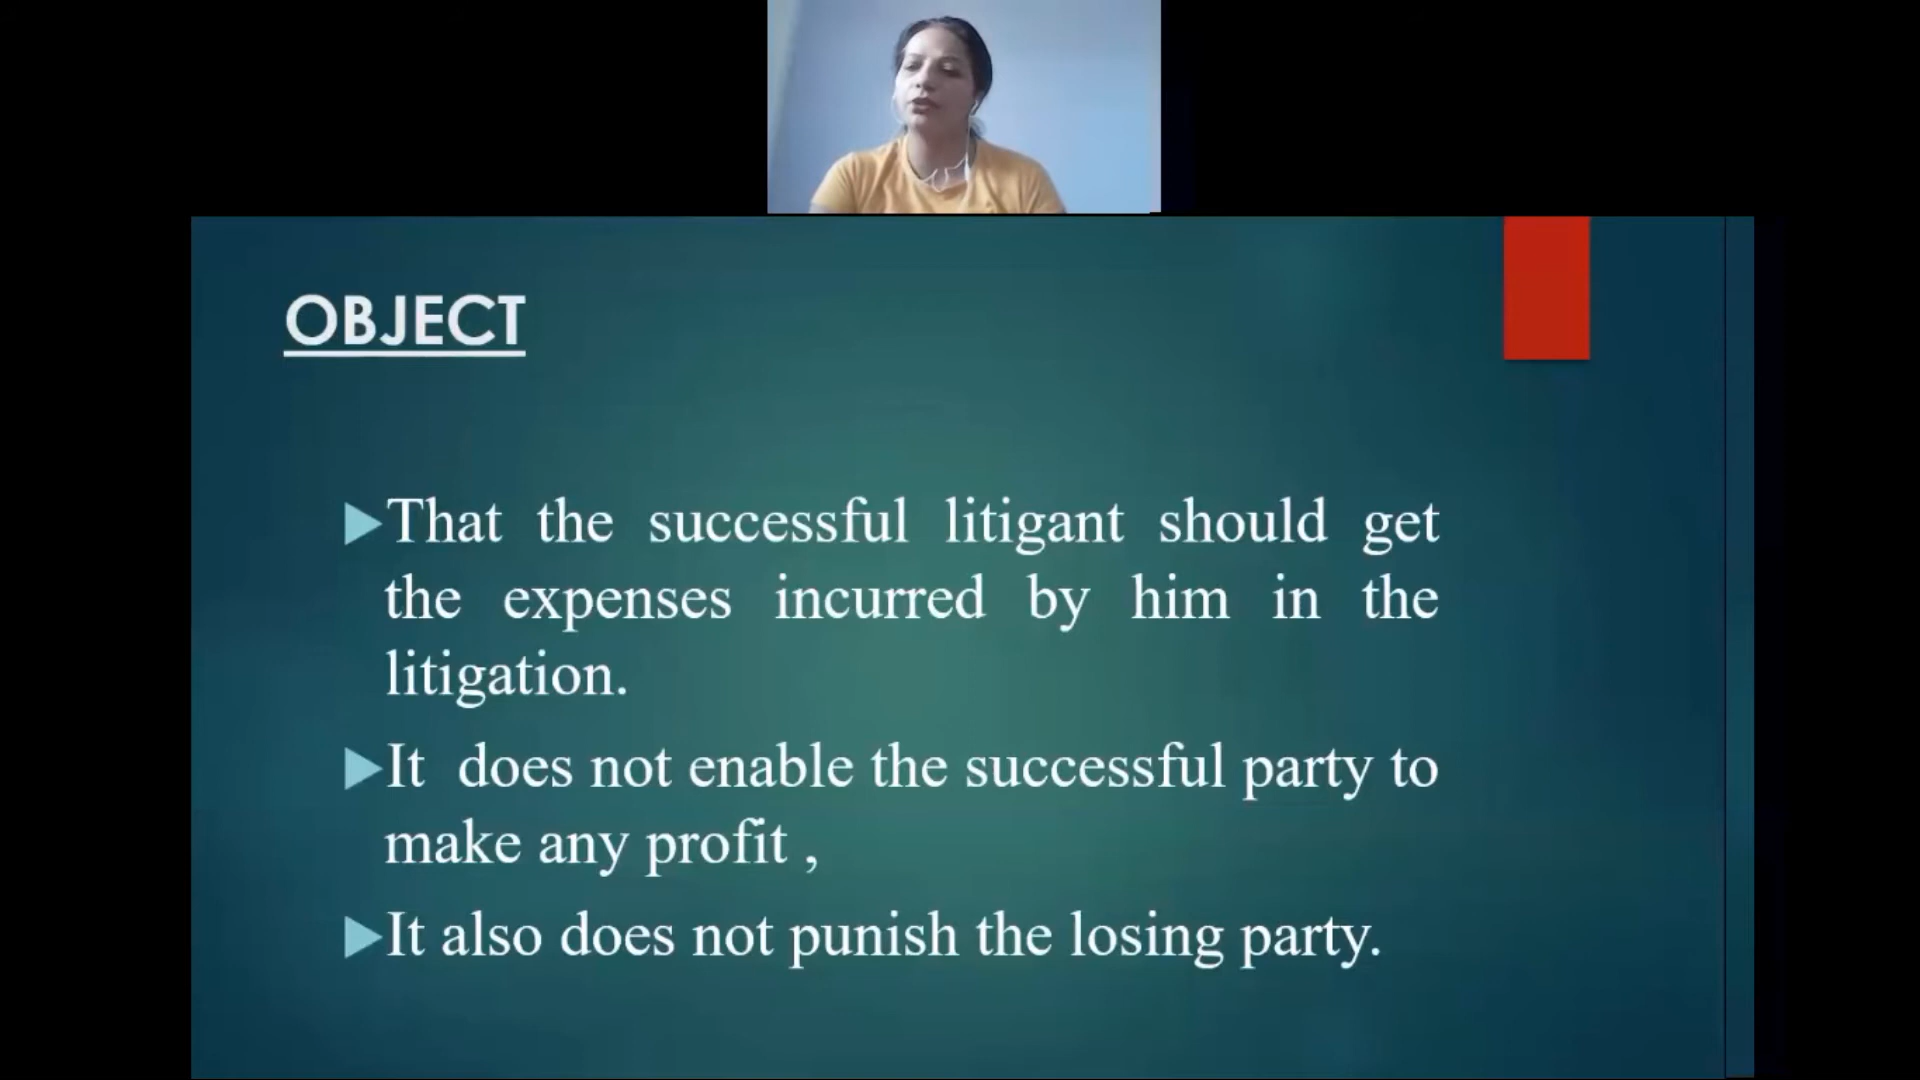 OBJECT
That the successful litigant should get
the expenses incurred by him in the
litigation.
It does not enable the successful party to
make any profit ,
It also does not punish the losing party.